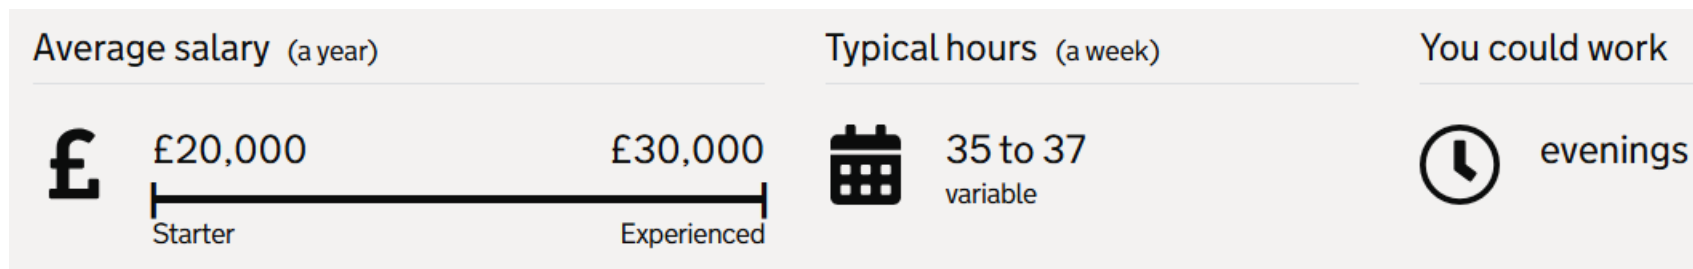 Average salary (a year)
£20,000 £30,000
Starter Experienced
Typical hours (a week)
35 to 37
variable
You could work
evenings